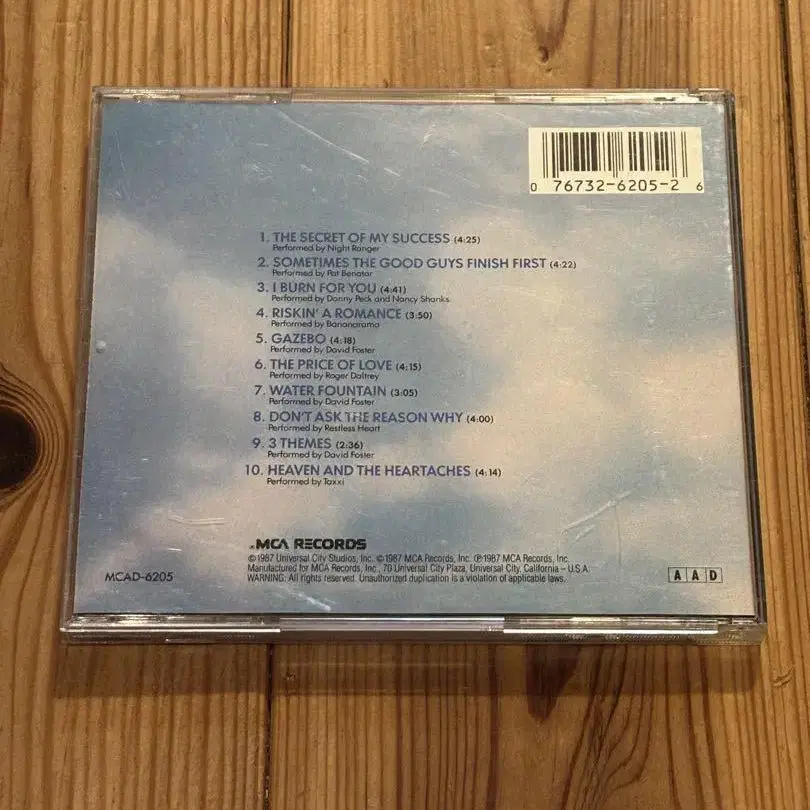 0 76732-6205-2 6
1. THE SECRET OF MY SUCCESS (4:25)
Performed by Night Ranger
2. SOMETIMES THE GOOD GUYS FINISH FIRST (4:22)
Performed by Pat Benatar
3. I BURN FOR YOU (4:41)
Performed by Danny Peck and Nancy Shanks
4. RISKIN' A ROMANCE (3:50)
Performed by Bananarama
5. GAZEBO (4:18)
Performed by David Foster
6. THE PRICE OF LOVE (4:15)
Performed by Roger Daltrey
7. WATER FOUNTAIN (3:05)
Performed by David Foster
8. DON'T ASK THE REASON WHY (4:00)
Performed by Restless Heart
9. 3 THEMES (2:36)
Performed by David Foster
10. HEAVEN AND THE HEARTACHES (4:14)
Performed by Taxxi
MCA RECORDS
©1987 Universal City Studios, Inc. ©1987 MCA Records, Inc. ℗1987 MCA Records, Inc.
Manufactured for MCA Records, Inc., 70 Universal City Plaza, Universal City, California – U.S.A.
WARNING: All rights reserved. Unauthorized duplication is a violation of applicable laws.
MCAD-6205
A A D